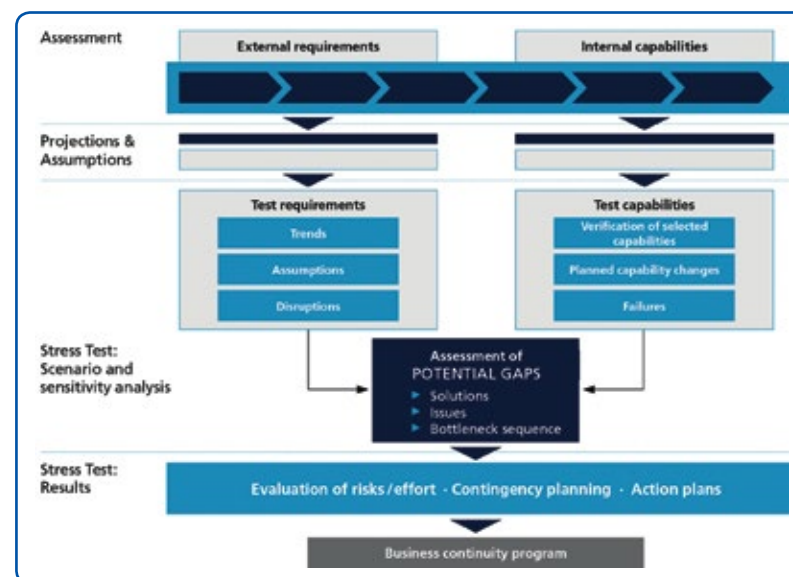 Assessment
External requirements
Internal capabilities
Projections &
Assumptions
Test requirements
Trends
Assumptions
Disruptions
Test capabilities
Verification of selected
capabilities
Planned capability changes
Failures
Stress Test:
Scenario and
sensitivity analysis
Assessment of
POTENTIAL GAPS
Solutions
Issues
Bottleneck sequence
Stress Test:
Results
Evaluation of risks/effort - Contingency planning - Action plans
Business continuity program